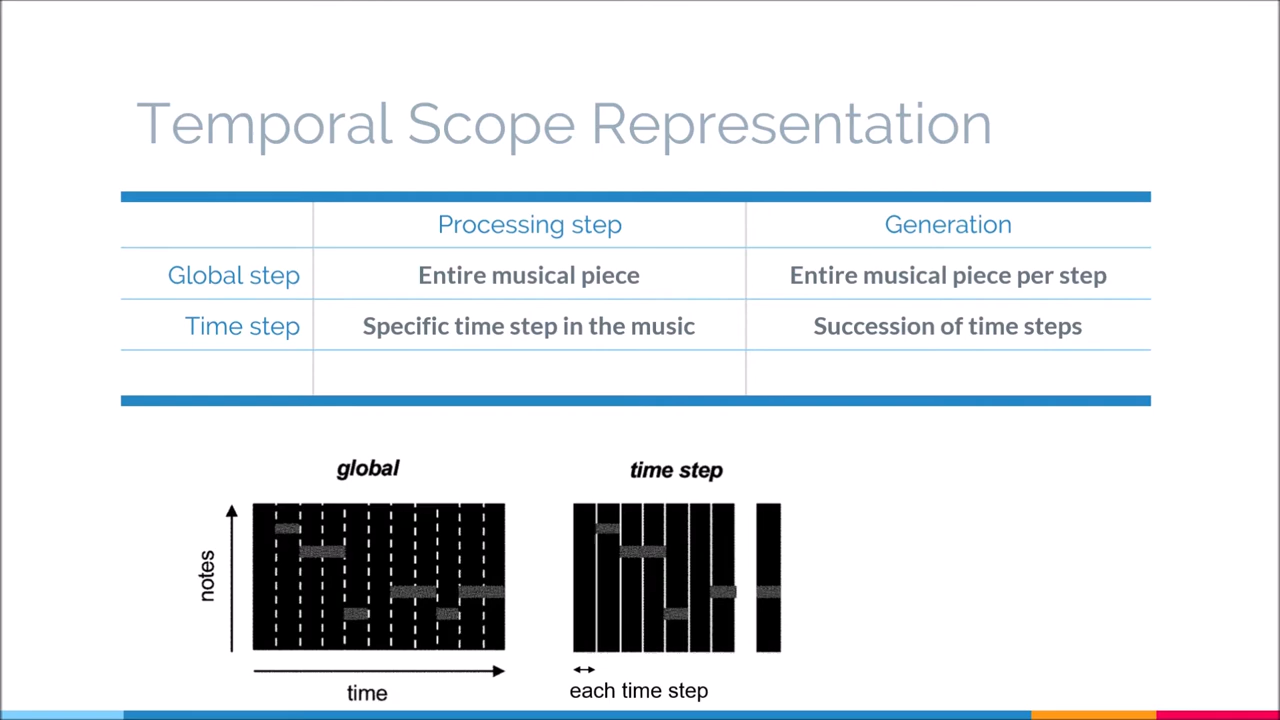 Temporal Scope Representation
Processing step Generation
Global step Entire musical piece Entire musical piece per step
Time step Specific time step in the music Succession of time steps
global time step
notes
each time step
time